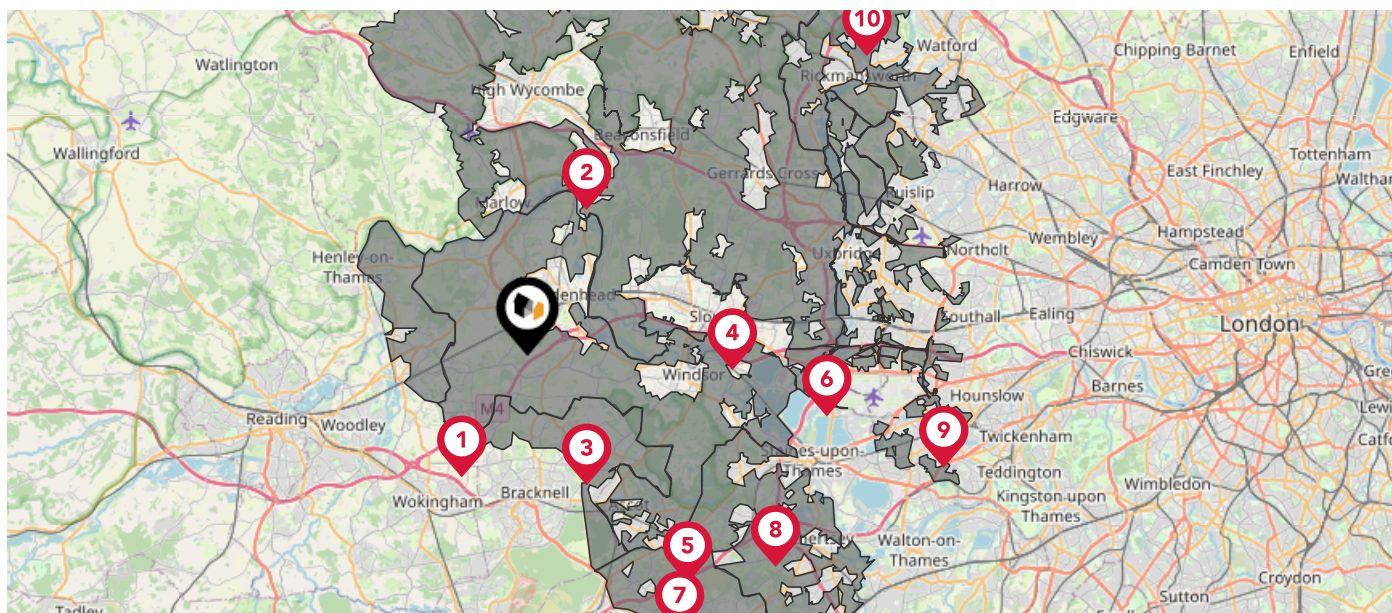 10
Watford
Chipping Barnet
Enfield
Watlington
Rickmansworth
High Wycombe
Edgware
Beaconsfield
Wallingford
Tottenham
2
Gerrards Cross
East Finchley
Harrow
Ruislip
Marlow
Wembley
Hampstead
Henley-on-
Thames
Uxbridge
Northolt
Camden Town
Southall
Ealing
London
4
Chiswick
Windsor
6
Barnes
Hounslow
M4
Reading
Woodley
1
3
9
Twickenham
Staines-upon-
Thames
Teddington
Wimbledon
Wokingham
Bracknell
Kingston upon
Thames
8
5
Walton-on-
Thames
7
Croydon
Sutton
Tadley